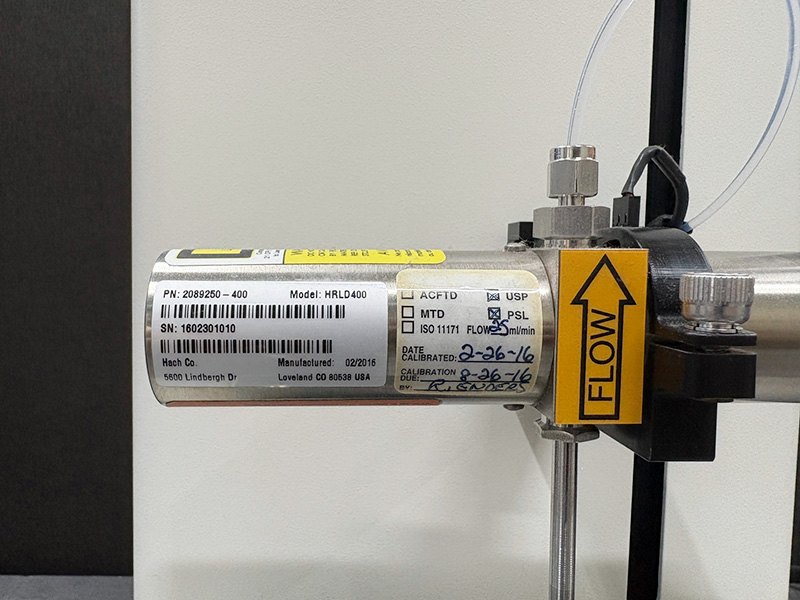 PN: 2089250-400 Model: HRLD400
SN: 1602301010
Hach Co. Manufactured: 02/2016
5600 Lindbergh Dr Loveland CO 80538 USA
ACFTD USP
MTD PSL
ISO 11171 FLOW 25 ml/min
DATE
CALIBRATED: 2-26-16
CALIBRATION
DUE: 8-26-16
BY: R. ENDERS
FLOW